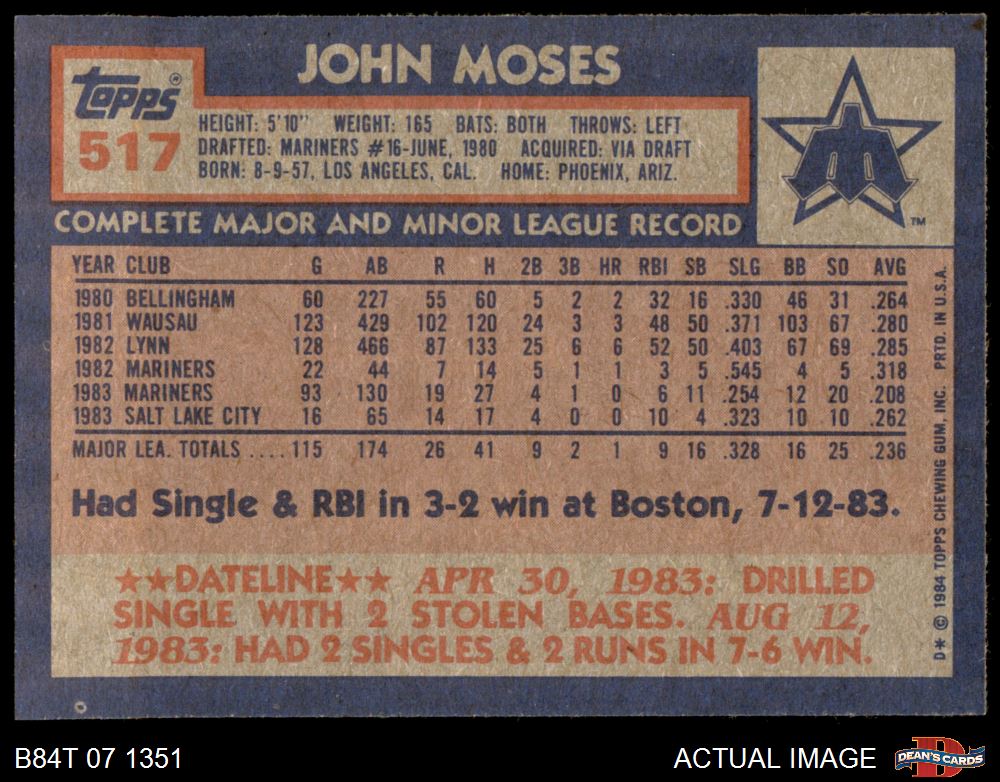 JOHN MOSES
Topps®
517
HEIGHT: 5'10" WEIGHT: 165 BATS: BOTH THROWS: LEFT
DRAFTED: MARINERS #16-JUNE, 1980 ACQUIRED: VIA DRAFT
BORN: 8-9-57, LOS ANGELES, CAL. HOME: PHOENIX, ARIZ.
TM
COMPLETE MAJOR AND MINOR LEAGUE RECORD
YEAR CLUB G AB R H 2B 3B HR RBI SB SLG BB SO AVG
1980 BELLINGHAM 60 227 55 60 5 2 2 32 16 .330 46 31 .264
1981 WAUSAU 123 429 102 120 24 3 3 48 50 .371 103 67 .280
1982 LYNN 128 466 87 133 25 6 6 52 50 .403 67 69 .285
1982 MARINERS 22 44 7 14 5 1 1 3 5 .545 4 5 .318
1983 MARINERS 93 130 19 27 4 1 0 6 11 .254 12 20 .208
1983 SALT LAKE CITY 16 65 14 17 4 0 0 10 4 .323 10 10 .262
MAJOR LEA. TOTALS ....115 174 26 41 9 2 1 9 16 .328 16 25 .236
Had Single & RBI in 3-2 win at Boston, 7-12-83.
★★DATELINE★★ APR 30, 1983: DRILLED
SINGLE WITH 2 STOLEN BASES. AUG 12,
1983: HAD 2 SINGLES & 2 RUNS IN 7-6 WIN.
D* © 1984 TOPPS CHEWING GUM, INC. PRTD. IN U.S.A.
B84T 07 1351
ACTUAL IMAGE
D
DEAN'S CARDS